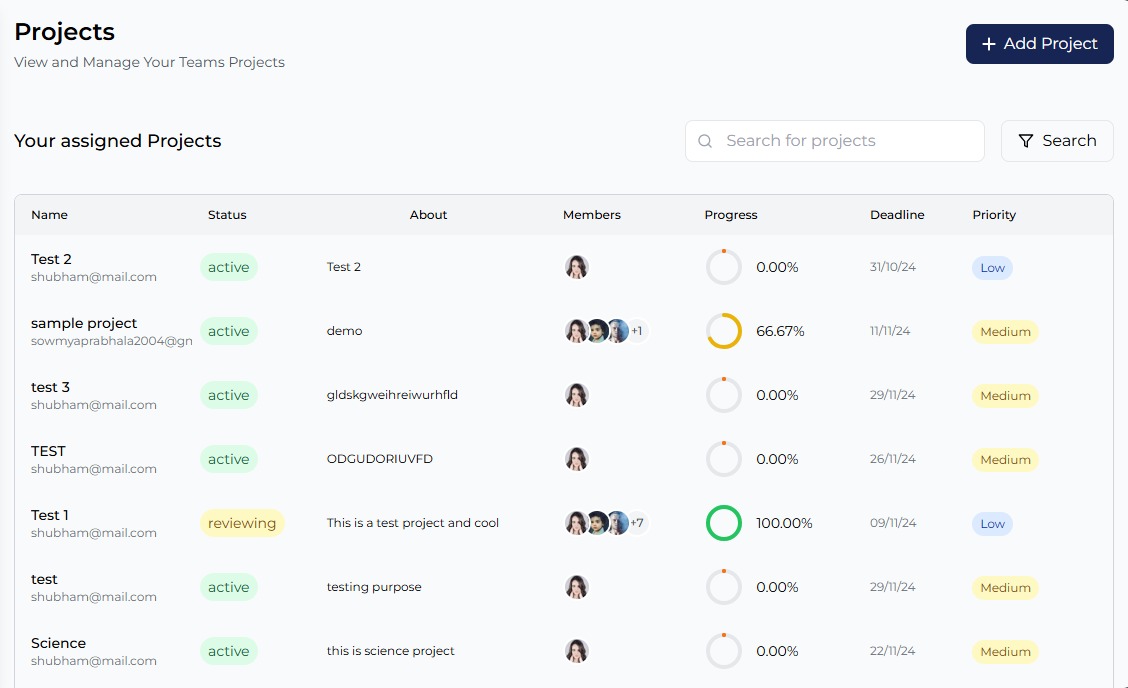 Projects
+ Add Project
View and Manage Your Teams Projects
Your assigned Projects
Search for projects
Search
Name Status About Members Progress Deadline Priority
Test 2
shubham@mail.com
active Test 2 0.00% 31/10/24 Low
sample project
sowmyaprabhala2004@gn
active demo +1 66.67% 11/11/24 Medium
test 3
shubham@mail.com
active gldskgweihreiwurhfld 0.00% 29/11/24 Medium
TEST
shubham@mail.com
active ODGUDORIUVFD 0.00% 26/11/24 Medium
Test 1
shubham@mail.com
reviewing This is a test project and cool +7 100.00% 09/11/24 Low
test
shubham@mail.com
active testing purpose 0.00% 29/11/24 Medium
Science
shubham@mail.com
active this is science project 0.00% 22/11/24 Medium